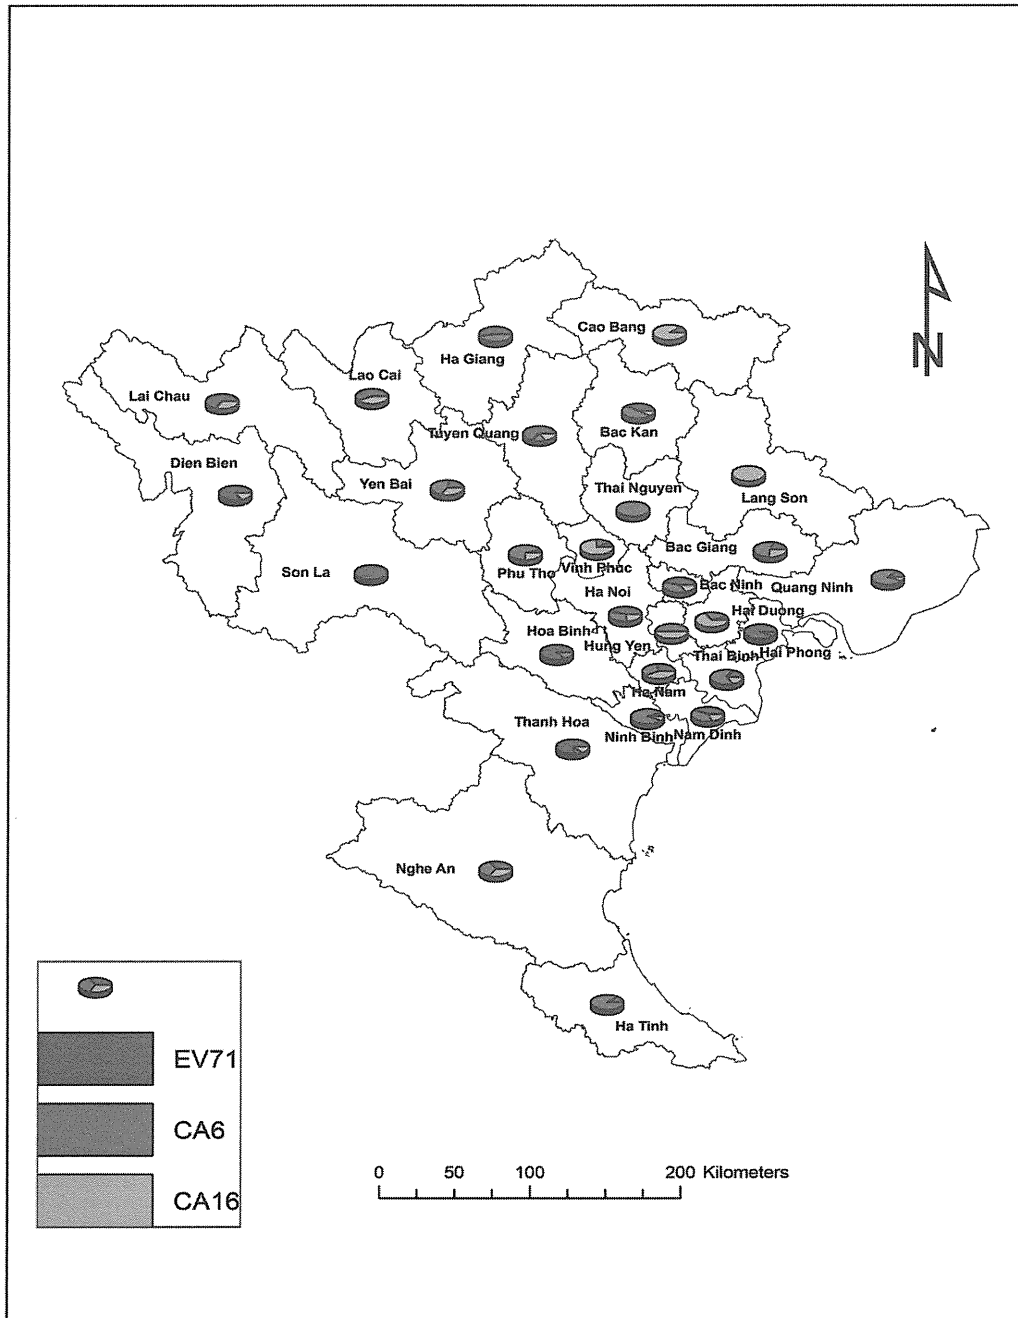 Cao Bang
Ha Giang
Lao Cai
Lai Chau
Tuyen Quang
Bac Kan
Dien Bien
Yen Bai
Thai Nguyen
Lang Son
Bac Giang
Son La
Phu Tho
Vinh Phuc
Bac Ninh
Quang Ninh
Ha Noi
Hai Duong
Hoa Binh
Hung Yen
Thai Binh
Hai Phong
Ha Nam
Thanh Hoa
Ninh Binh
Nam Dinh
Nghe An
Ha Tinh
N
EV71
CA6
CA16
0 50 100 200 Kilometers